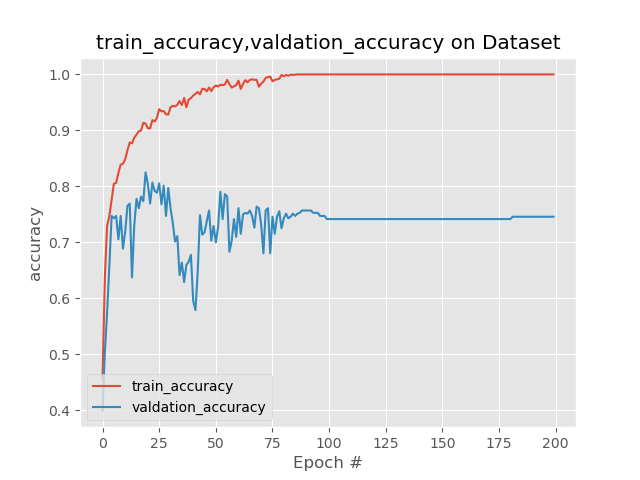 train_accuracy,valdation_accuracy on Dataset
accuracy
1.0
0.9
0.8
0.7
0.6
0.5
0.4
train_accuracy
valdation_accuracy
0 25 50 75 100 125 150 175 200
Epoch #